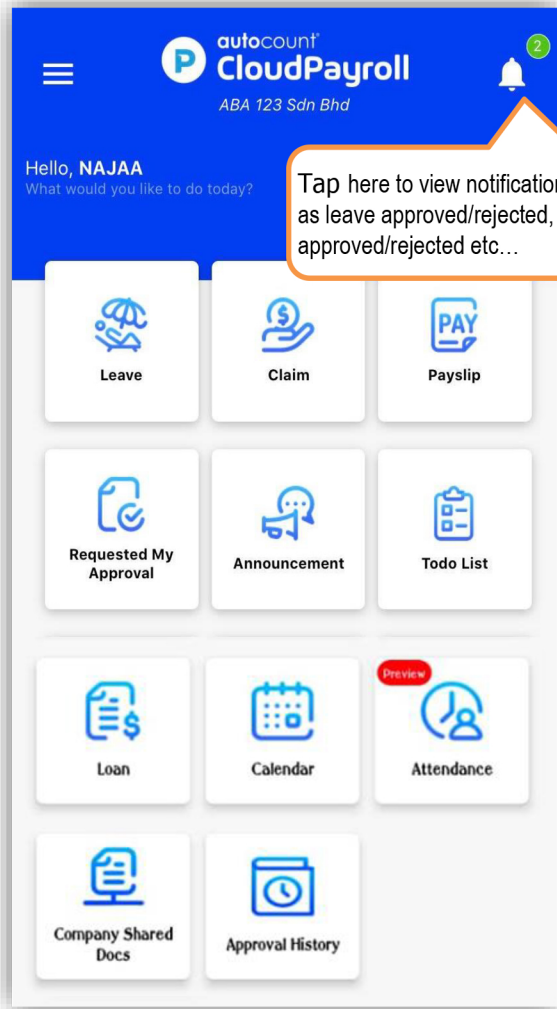 autocount
CloudPayroll
ABA 123 Sdn Bhd
2
Hello, NAJAA
What would you like to do today?
Tap here to view notification
as leave approved/rejected,
approved/rejected etc...
Leave
Claim
PAY
Payslip
Requested My
Approval
Announcement
Todo List
Loan
Calendar
Preview
Attendance
Company Shared
Docs
Approval History